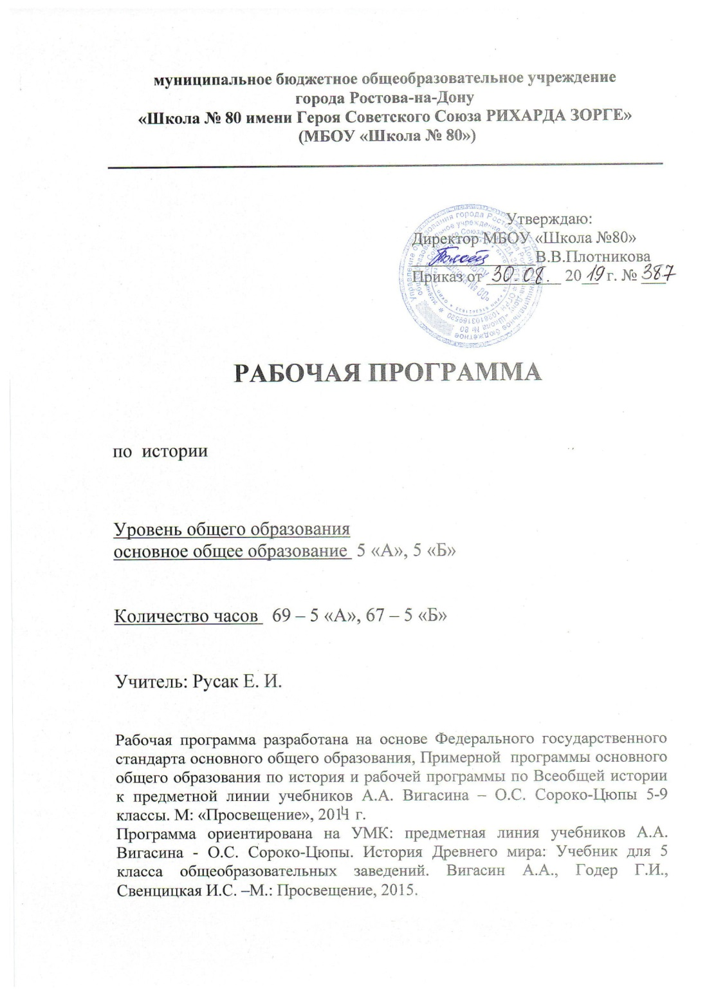 муниципальное бюджетное общеобразовательное учреждение
города Ростова-на-Дону
«Школа № 80 имени Героя Советского Союза РИХАРДА ЗОРГЕ»
(МБОУ «Школа № 80»)
Утверждаю:
Директор МБОУ «Школа №80»
В.В.Плотникова
Приказ от 30 08. 2019 г. № 387
РАБОЧАЯ ПРОГРАММА
по истории
Уровень общего образования
основное общее образование 5 «А», 5 «Б»
Количество часов 69 – 5 «А», 67 – 5 «Б»
Учитель: Русак Е. И.
Рабочая программа разработана на основе Федерального государственного
стандарта основного общего образования, Примерной программы основного
общего образования по история и рабочей программы по Всеобщей истории
к предметной линии учебников А.А. Вигасина – О.С. Сороко-Цюпы 5-9
классы. М: «Просвещение», 2014 г.
Программа ориентирована на УМК: предметная линия учебников А.А.
Вигасина - О.С. Сороко-Цюпы. История Древнего мира: Учебник для 5
класса общеобразовательных заведений. Вигасин А.А., Годер Г.И.,
Свенцицкая И.С. –М.: Просвещение, 2015.